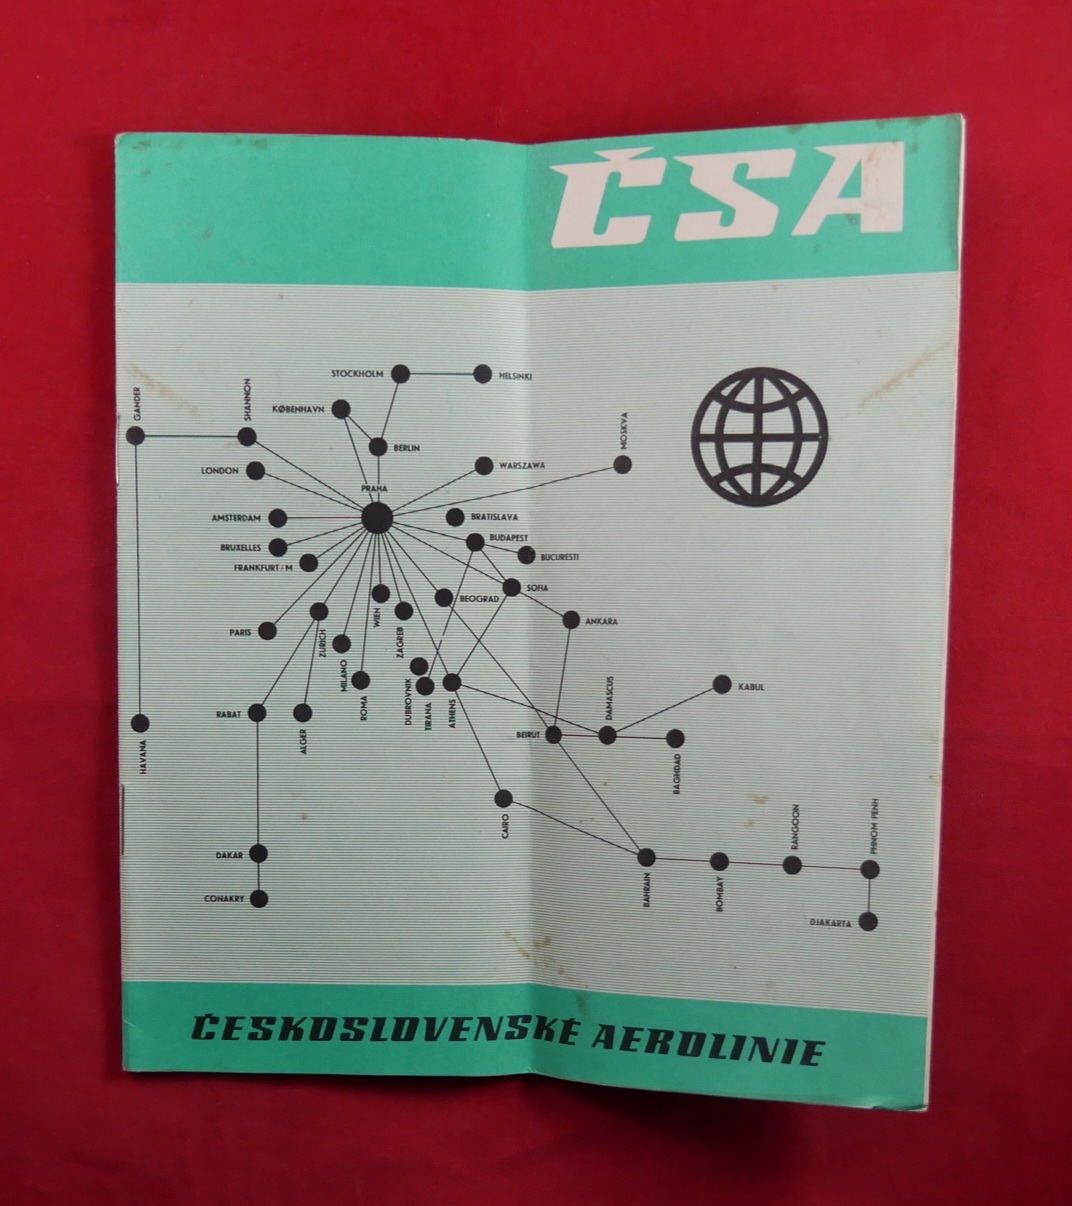 ČSA
STOCKHOLM
HELSINKI
GANDER
SHANNON
KØBENHAVN
MOSKVA
BERLIN
LONDON
WARSZAWA
PRAHA
AMSTERDAM
BRATISLAVA
BUDAPEST
BRUXELLES
BUCURESTI
FRANKFURT/M
SOFIA
BEOGRAD
WIEN
ANKARA
PARIS
ZURICH
ZAGREB
MILANO
ROMA
DUBROVNIK
TIRANA
ATHENS
DAMASCUS
KABUL
RABAT
ALGER
HAVANA
BEIRUT
BAGHDAD
CAIRO
RANGOON
PHNOM PENH
DAKAR
BAHRAIN
BOMBAY
CONAKRY
DJAKARTA
ČESKOSLOVENSKÉ AEROLINIE